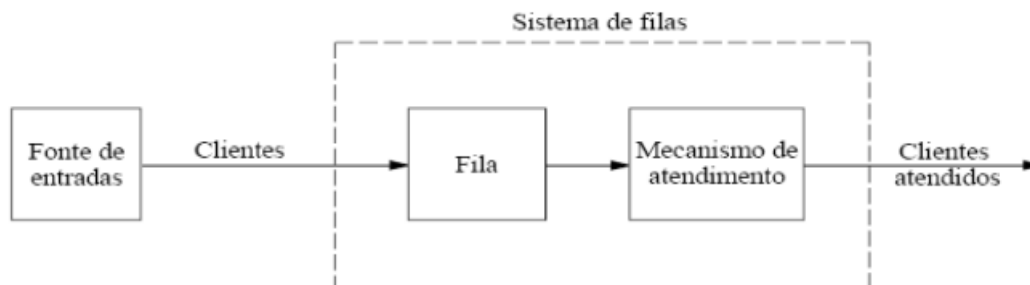 Sistema de filas
Fonte de
entradas
Clientes
Fila
Mecanismo de
atendimento
Clientes
atendidos